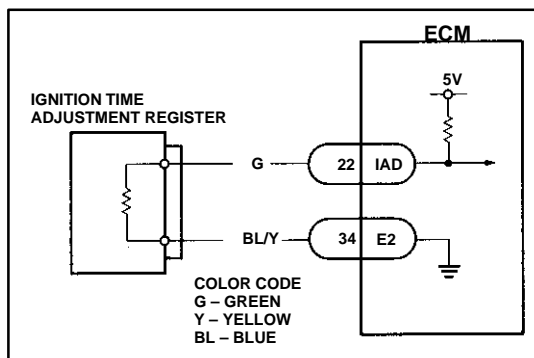 ECM
5V
IGNITION TIME
ADJUSTMENT REGISTER
G
22 IAD
BL/Y
34 E2
COLOR CODE
G – GREEN
Y – YELLOW
BL – BLUE